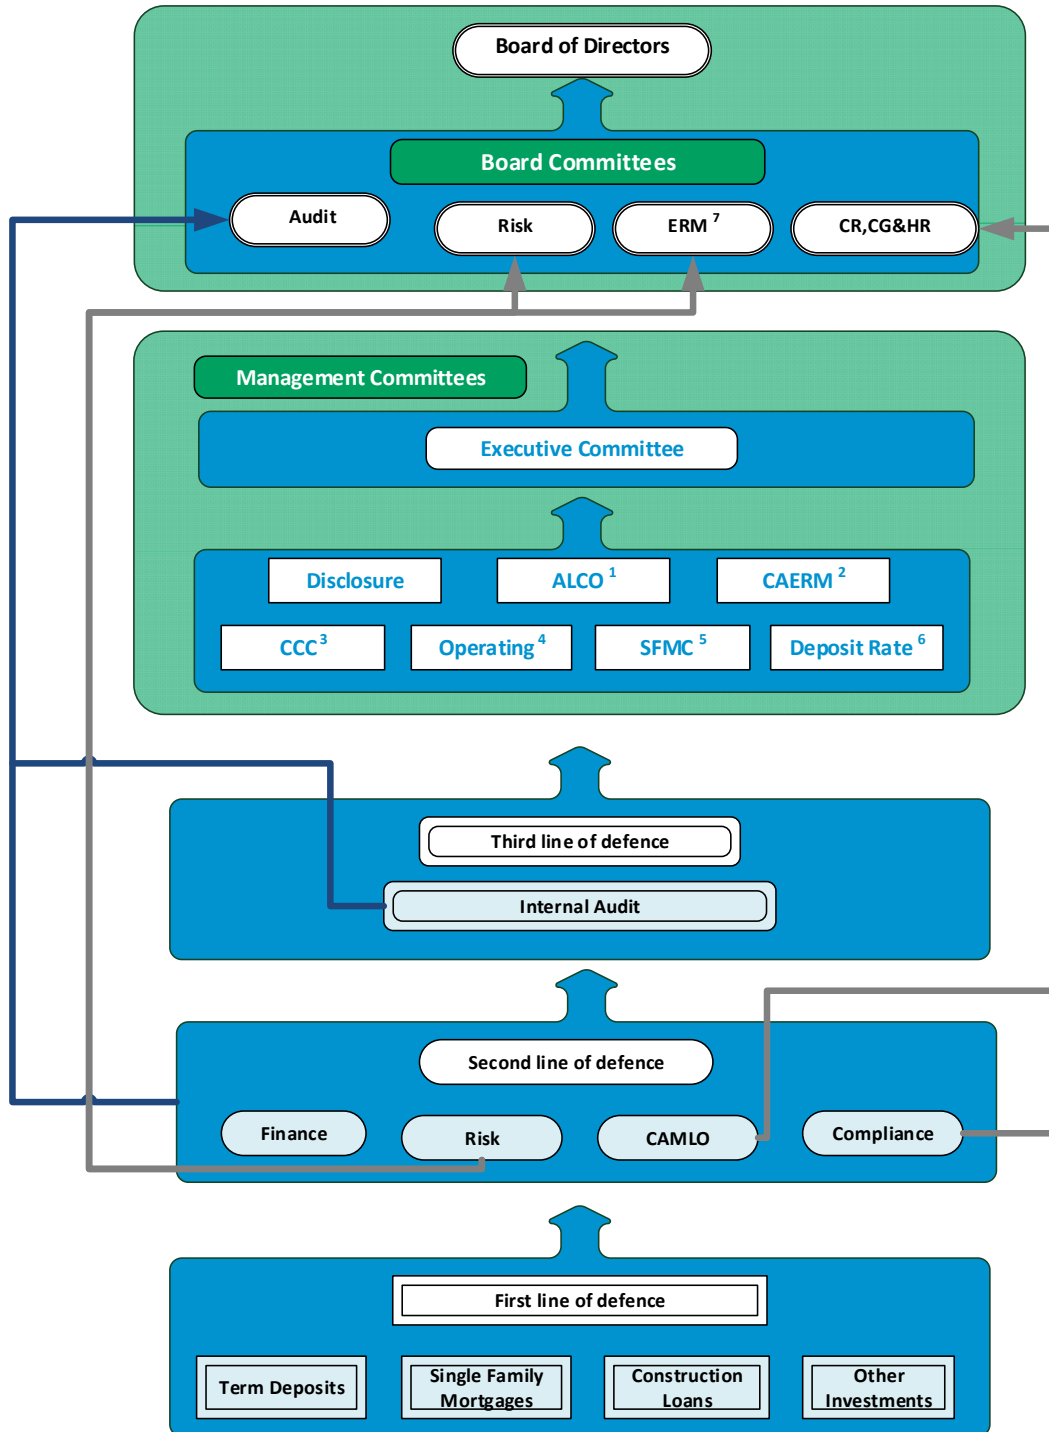 Board of Directors
Board Committees
Audit
Risk
ERM 7
CR,CG&HR
Management Committees
Executive Committee
Disclosure
ALCO 1
CAERM 2
CCC 3
Operating 4
SFMC 5
Deposit Rate 6
Third line of defence
Internal Audit
Second line of defence
Finance
Risk
CAMLO
Compliance
First line of defence
Term Deposits
Single Family
Mortgages
Construction
Loans
Other
Investments